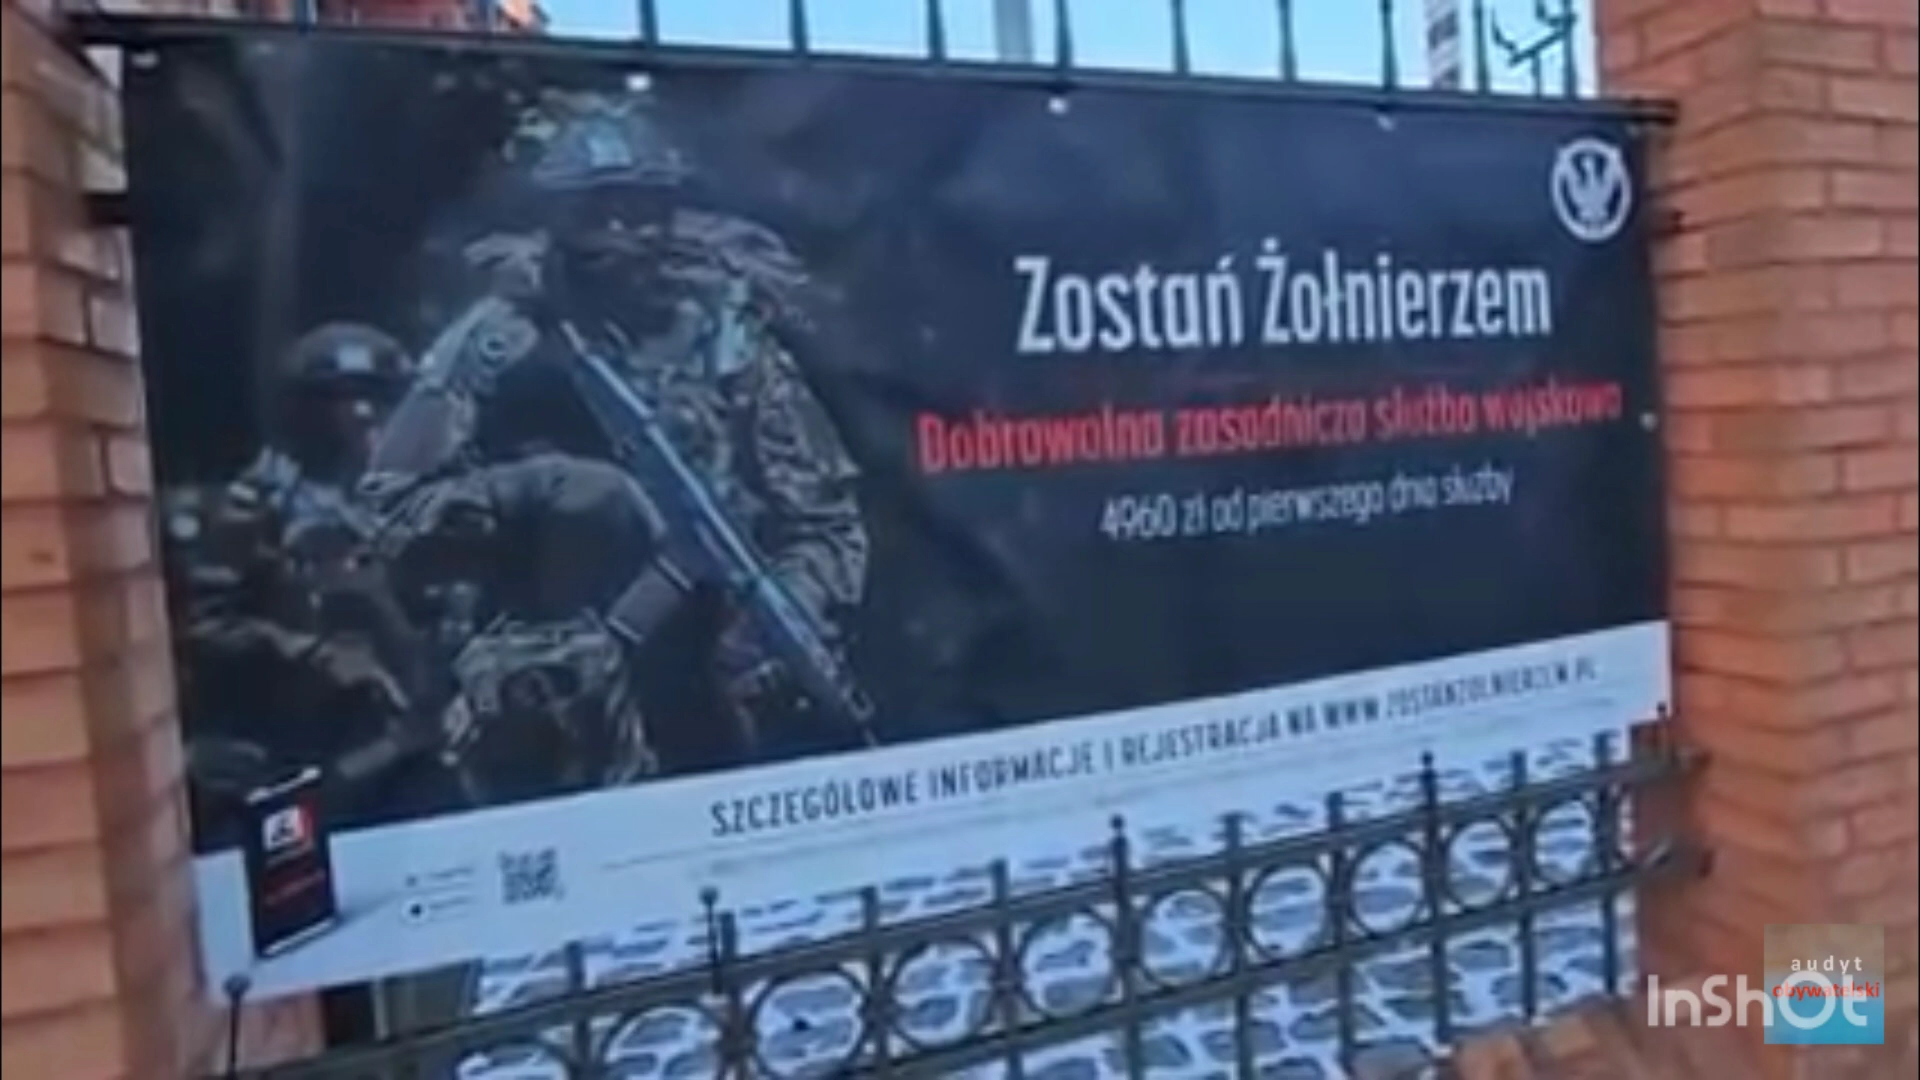 Zostań Żołnierzem
Dobrowolna zasadnicza służba wojskowa
4960 zł od pierwszego dnia służby
SZCZEGÓŁOWE INFORMACJE I REJESTRACJA NA WWW.ZOSTANZOLNIERZEM.PL
audyt
obywatelski
InShOt